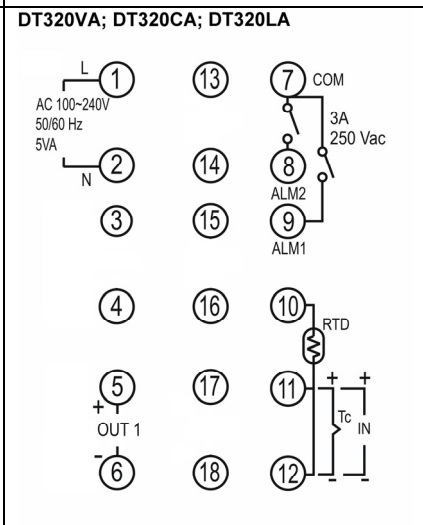 DT320VA; DT320CA; DT320LA
L
1
13
7
COM
AC 100~240V
50/60 Hz
5VA
3A
250 Vac
N
2
14
8
ALM2
3
15
9
ALM1
4
16
10
RTD
5
17
11
+
+
+
OUT 1
Tc
IN
-
6
18
12
-
-